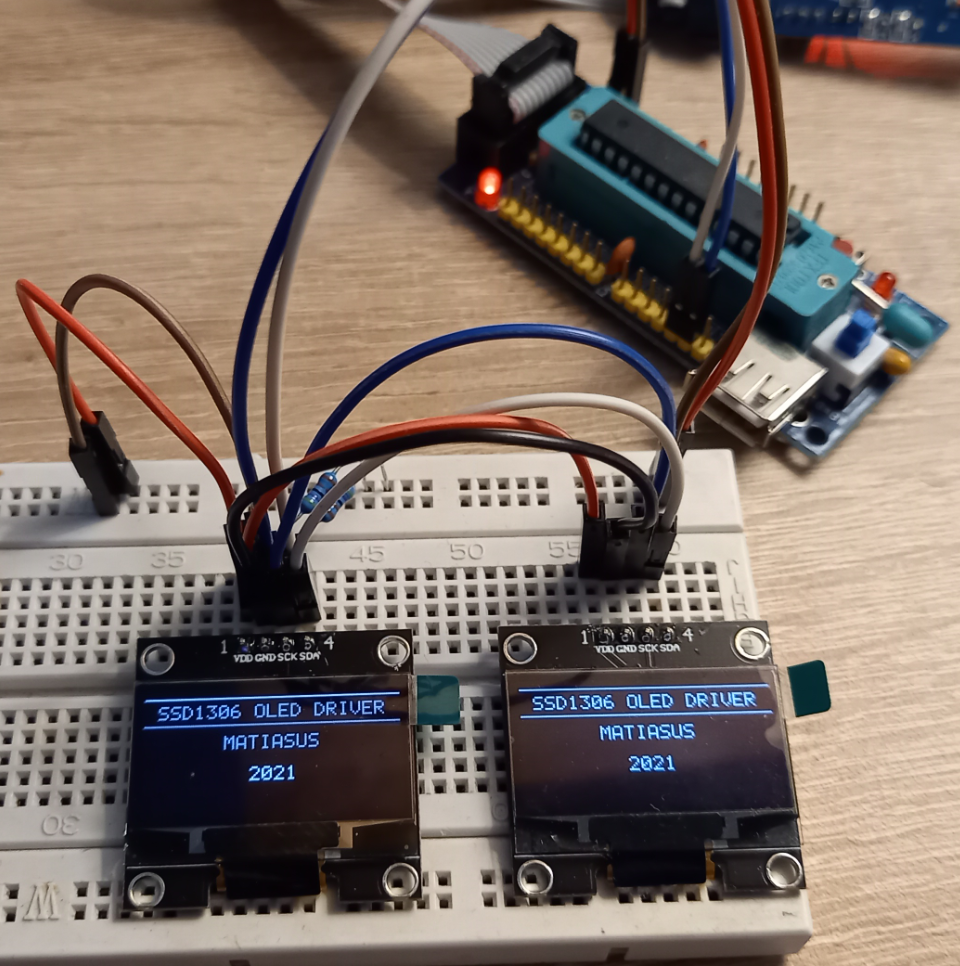 30 35 45 50 55
1 4
VDD GND SCK SDA
SSD1306 OLED DRIVER
MATIASUS
2021
1 4
VDD GND SCK SDA
SSD1306 OLED DRIVER
MATIASUS
2021
30
W